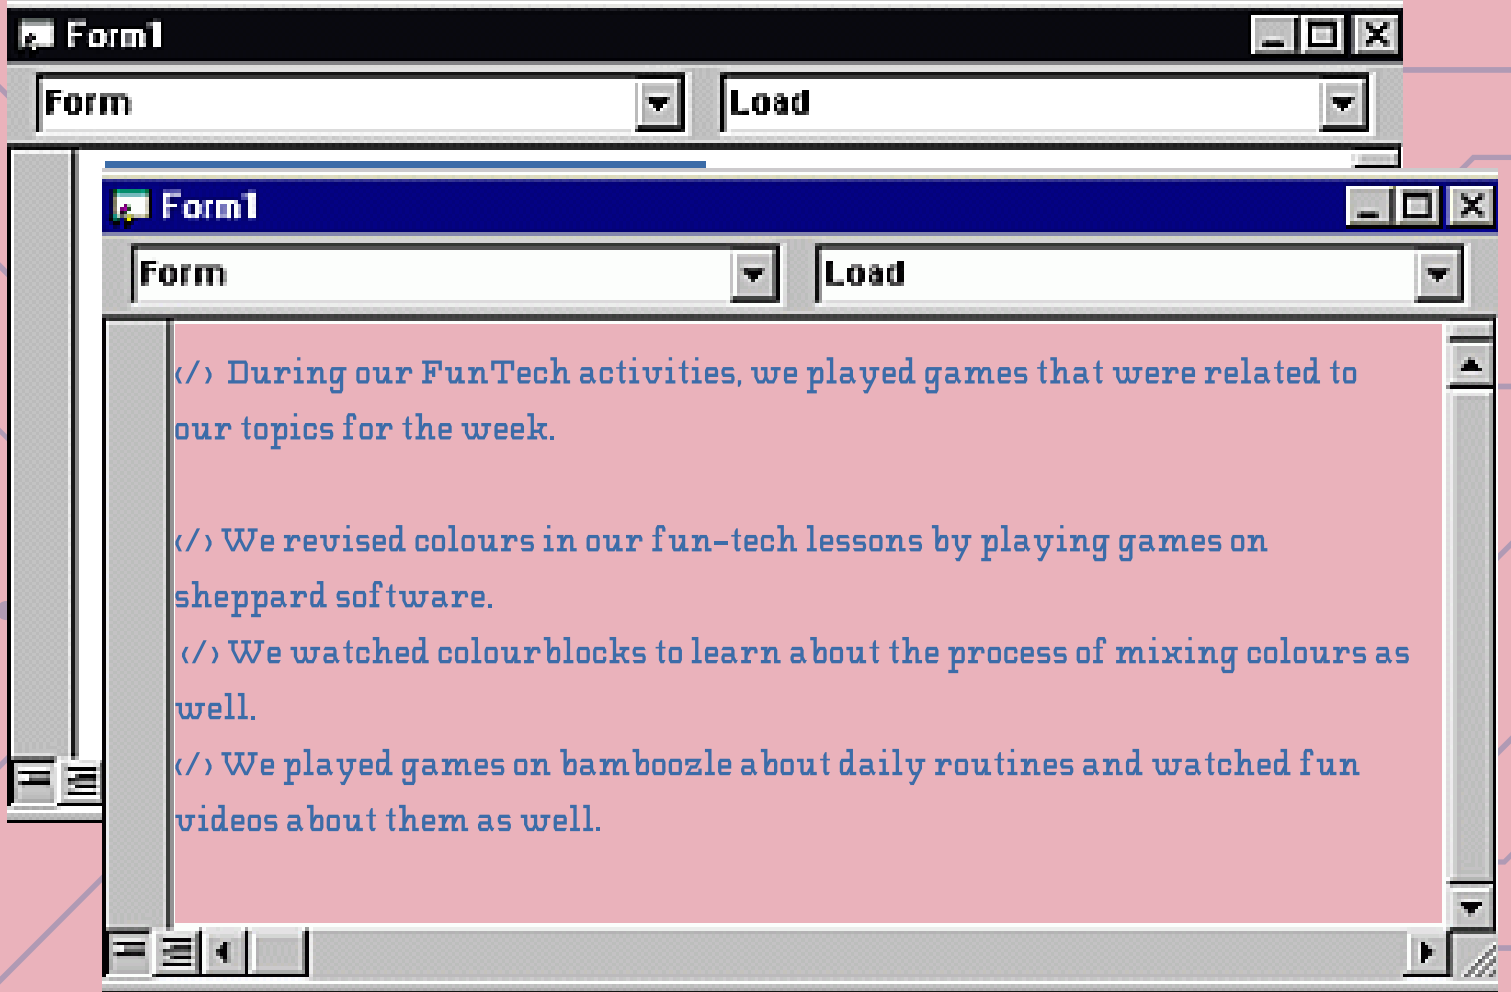 Form1
Form Load
Form1
Form Load
</> During our FunTech activities, we played games that were related to
our topics for the week.
</> We revised colours in our fun-tech lessons by playing games on
sheppard software.
</> We watched colourblocks to learn about the process of mixing colours as
well.
</> We played games on bamboozle about daily routines and watched fun
videos about them as well.